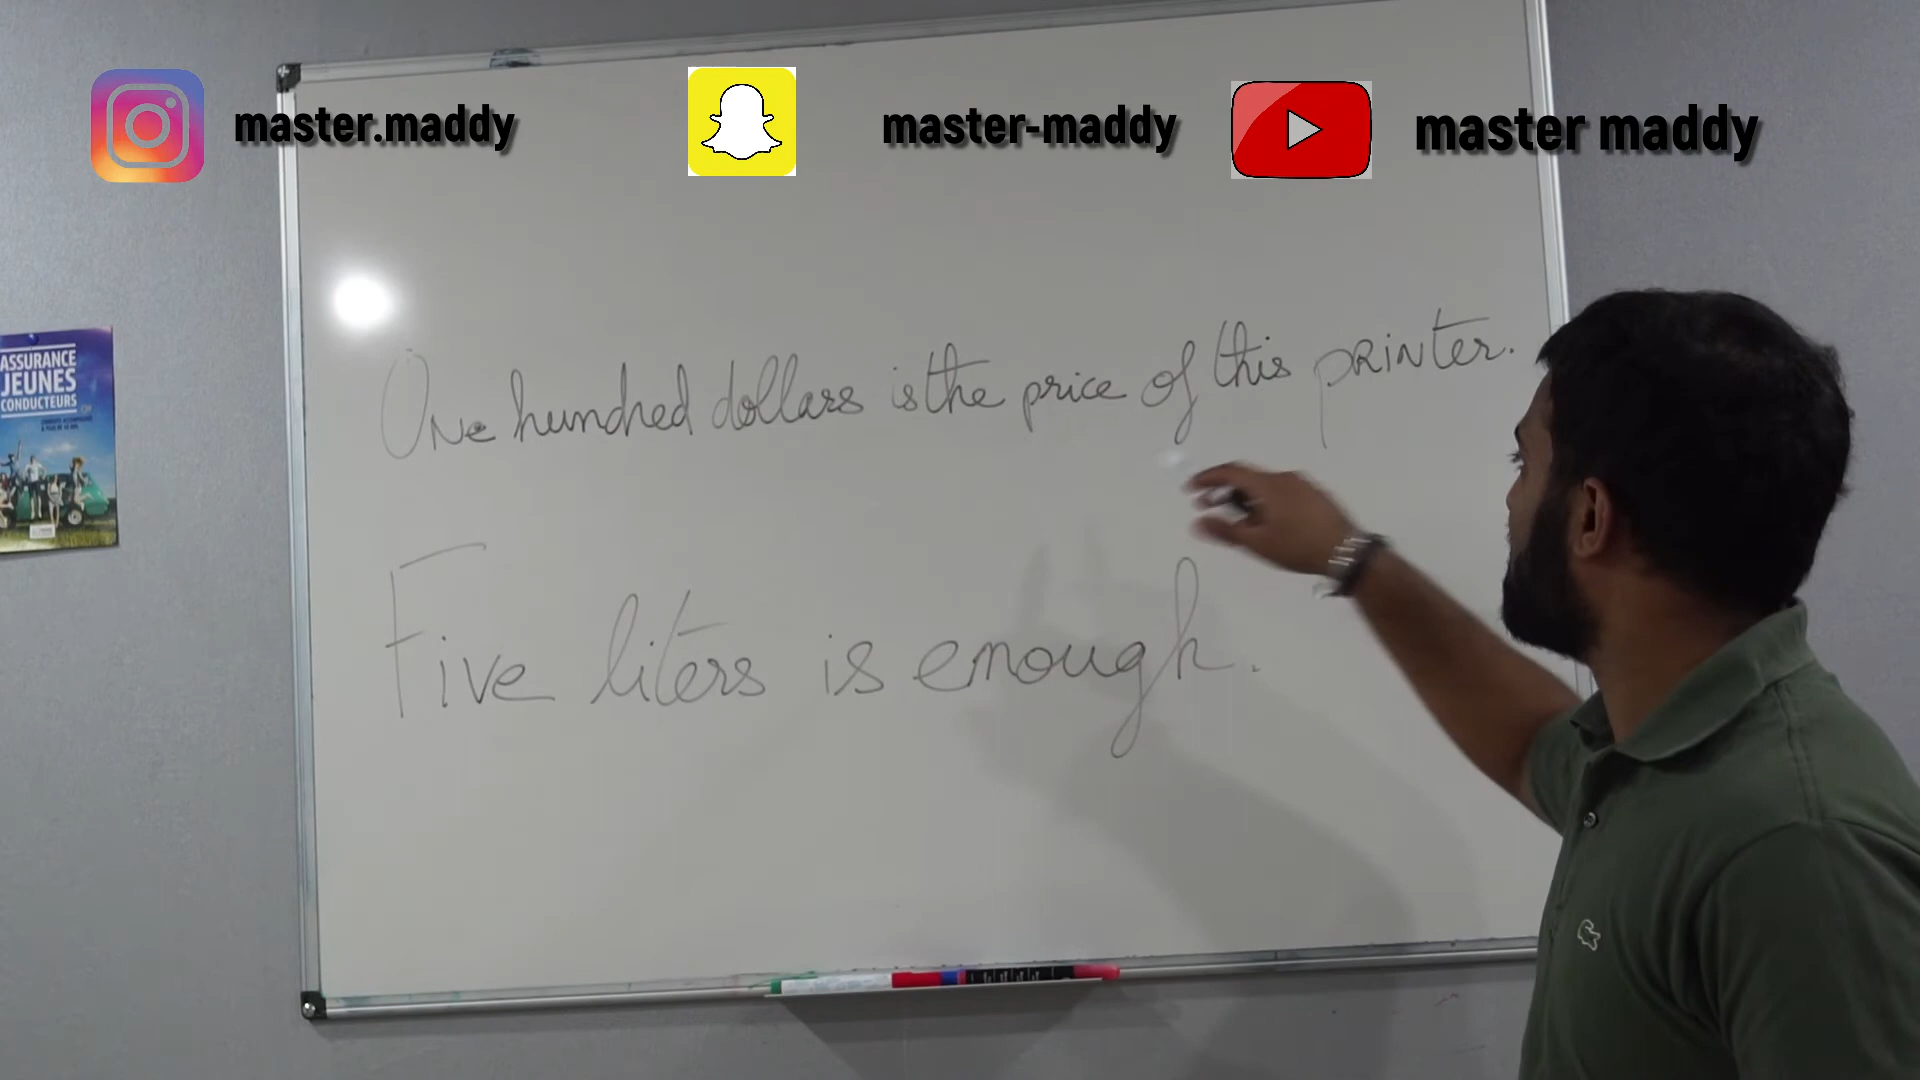 master.maddy
master-maddy
master maddy
One hundred dollars is the price of this printer.
Five liters is enough.
ASSURANCE
JEUNES
CONDUCTEURS